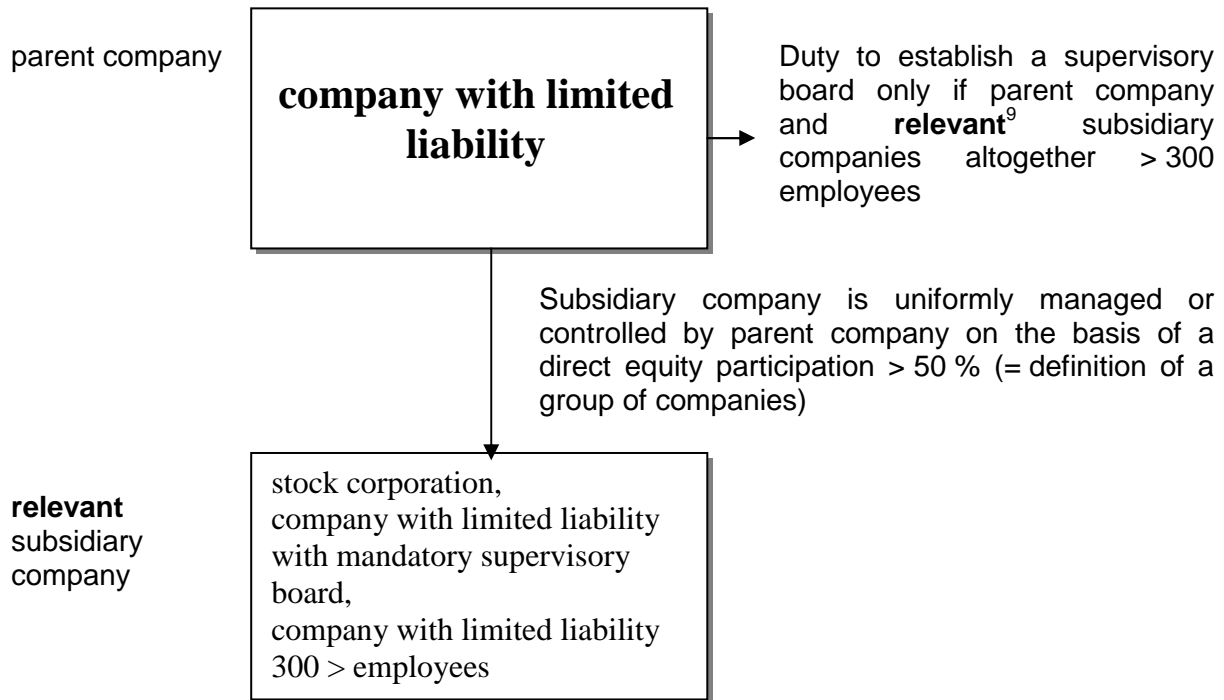 parent company
company with limited
liability
Duty to establish a supervisory
board only if parent company
and relevant9 subsidiary
companies altogether > 300
employees
Subsidiary company is uniformly managed or
controlled by parent company on the basis of a
direct equity participation > 50 % (= definition of a
group of companies)
relevant
subsidiary
company
stock corporation,
company with limited liability
with mandatory supervisory
board,
company with limited liability
300 > employees